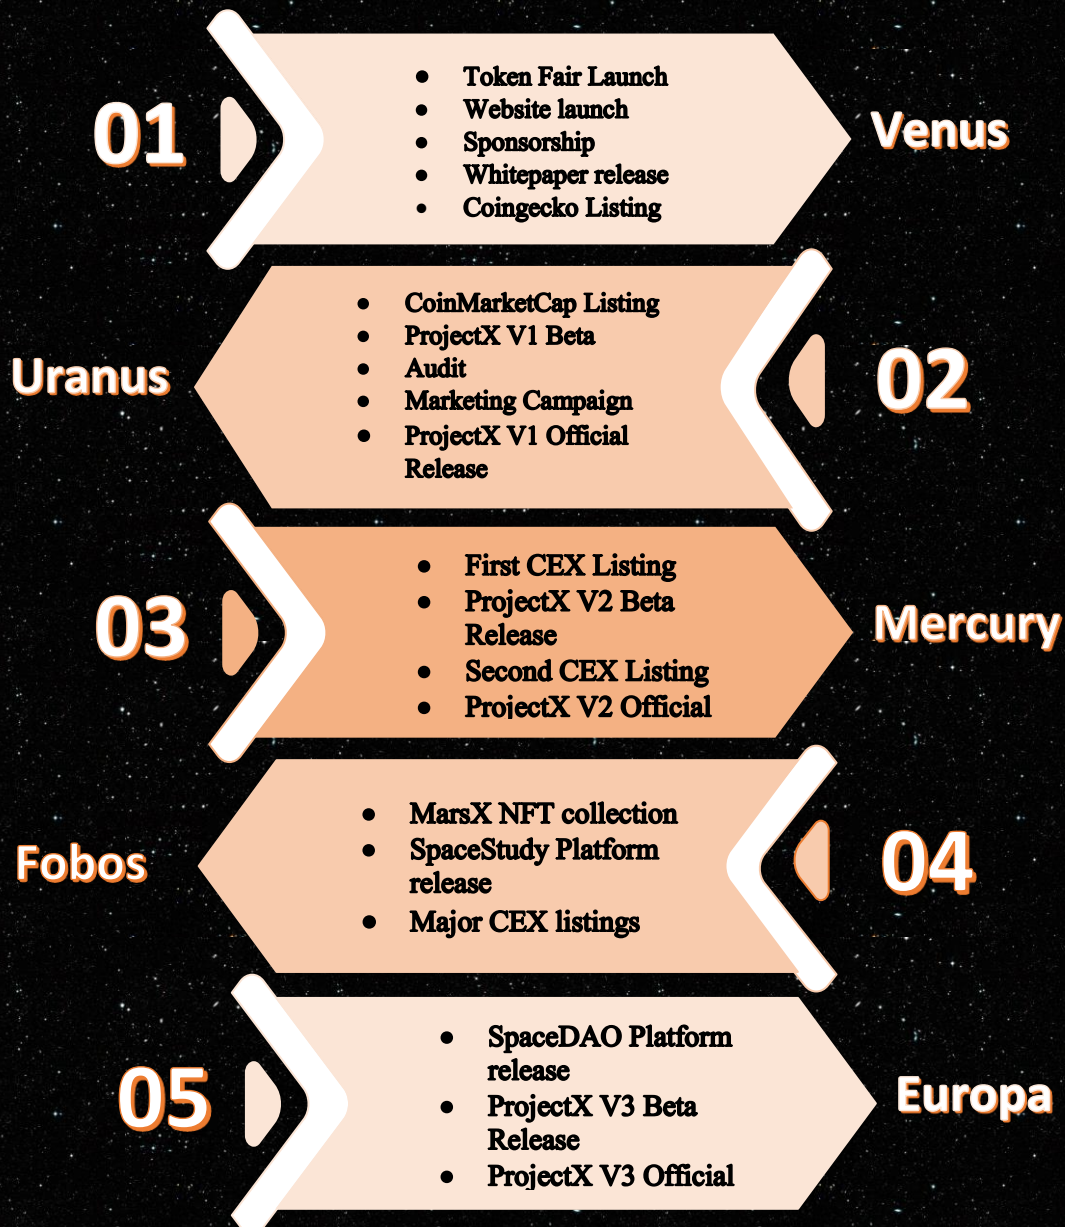 01
● Token Fair Launch
● Website launch
● Sponsorship
● Whitepaper release
● Coingecko Listing
Venus
Uranus
● CoinMarketCap Listing
● ProjectX V1 Beta
● Audit
● Marketing Campaign
● ProjectX V1 Official
Release
02
03
● First CEX Listing
● ProjectX V2 Beta
Release
● Second CEX Listing
● ProjectX V2 Official
Mercury
Fobos
● MarsX NFT collection
● SpaceStudy Platform
release
● Major CEX listings
04
05
● SpaceDAO Platform
release
● ProjectX V3 Beta
Release
● ProjectX V3 Official
Europa